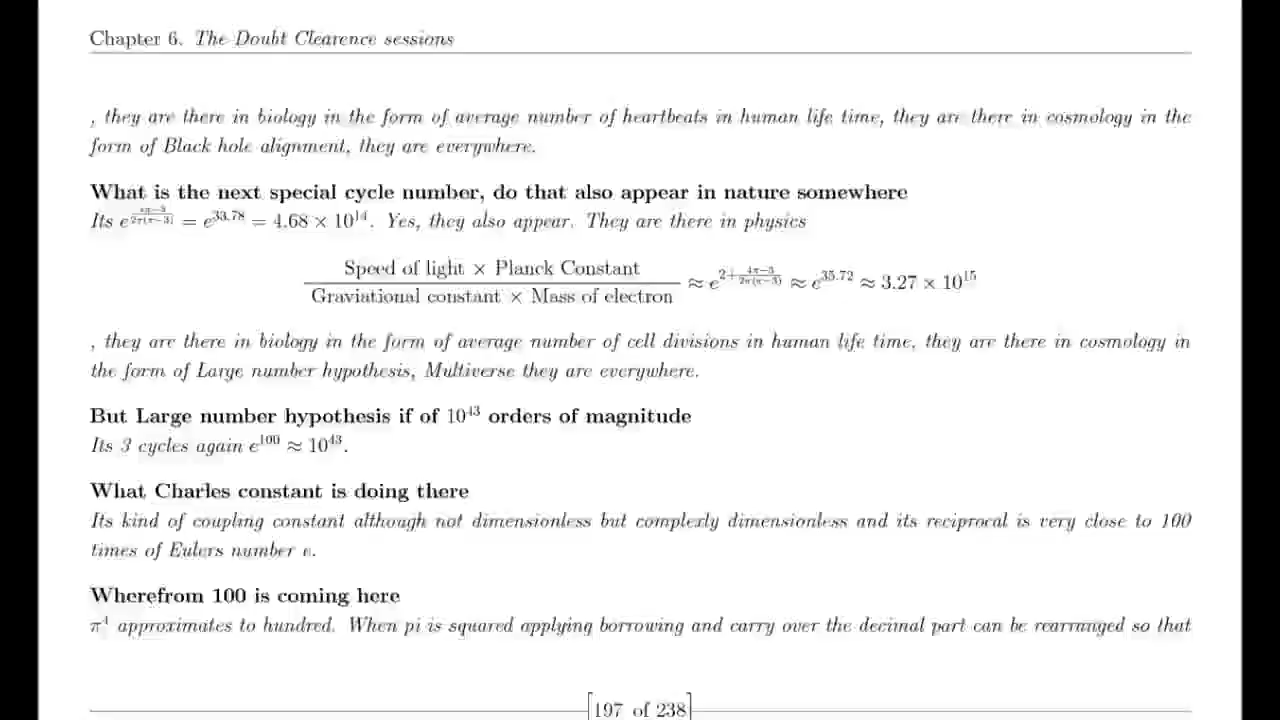 Chapter 6. The Doubt Clearence sessions
, they are there in biology in the form of average number of heartbeats in human life time, they are there in cosmology in the
form of Black hole alignment, they are everywhere.
What is the next special cycle number, do that also appear in nature somewhere
Its e = e^33.78 = 4.68 × 10^14. Yes, they also appear. They are there in physics
Speed of light × Planck Constant
Graviational constant × Mass of electron
≈ e^2+ ≈ e^35.72 ≈ 3.27 × 10^15
, they are there in biology in the form of average number of cell divisions in human life time, they are there in cosmology in
the form of Large number hypothesis, Multiverse they are everywhere.
But Large number hypothesis if of 10^43 orders of magnitude
Its 3 cycles again e^100 ≈ 10^43.
What Charles constant is doing there
Its kind of coupling constant although not dimensionless but complexly dimensionless and its reciprocal is very close to 100
times of Eulers number e.
Wherefrom 100 is coming here
π^4 approximates to hundred. When pi is squared applying borrowing and carry over the decimal part can be rearranged so that
[197 of 238]